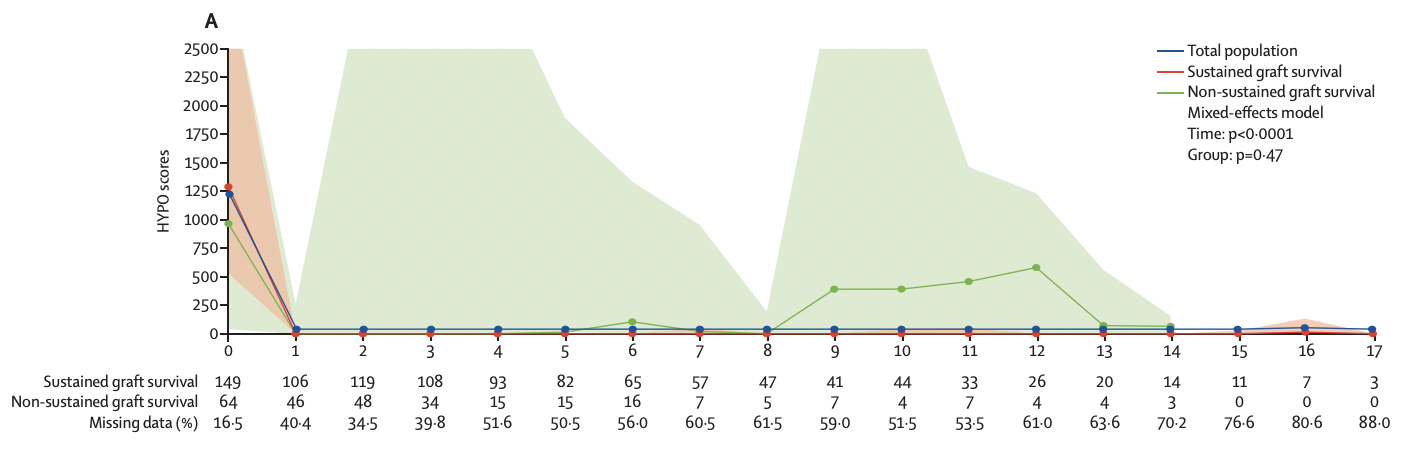 A
2500
2250
2000
1750
1500
1250
1000
750
500
250
0
HYPO scores
Total population
Sustained graft survival
Non-sustained graft survival
Mixed-effects model
Time: p<0·0001
Group: p=0·47
0 1 2 3 4 5 6 7 8 9 10 11 12 13 14 15 16 17
Sustained graft survival 149 106 119 108 93 82 65 57 47 41 44 33 26 20 14 11 7 3
Non-sustained graft survival 64 46 48 34 15 15 16 7 5 7 4 7 4 4 3 0 0 0
Missing data (%) 16·5 40·4 34·5 39·8 51·6 50·5 56·0 60·5 61·5 59·0 51·5 53·5 61·0 63·6 70·2 76·6 80·6 88·0